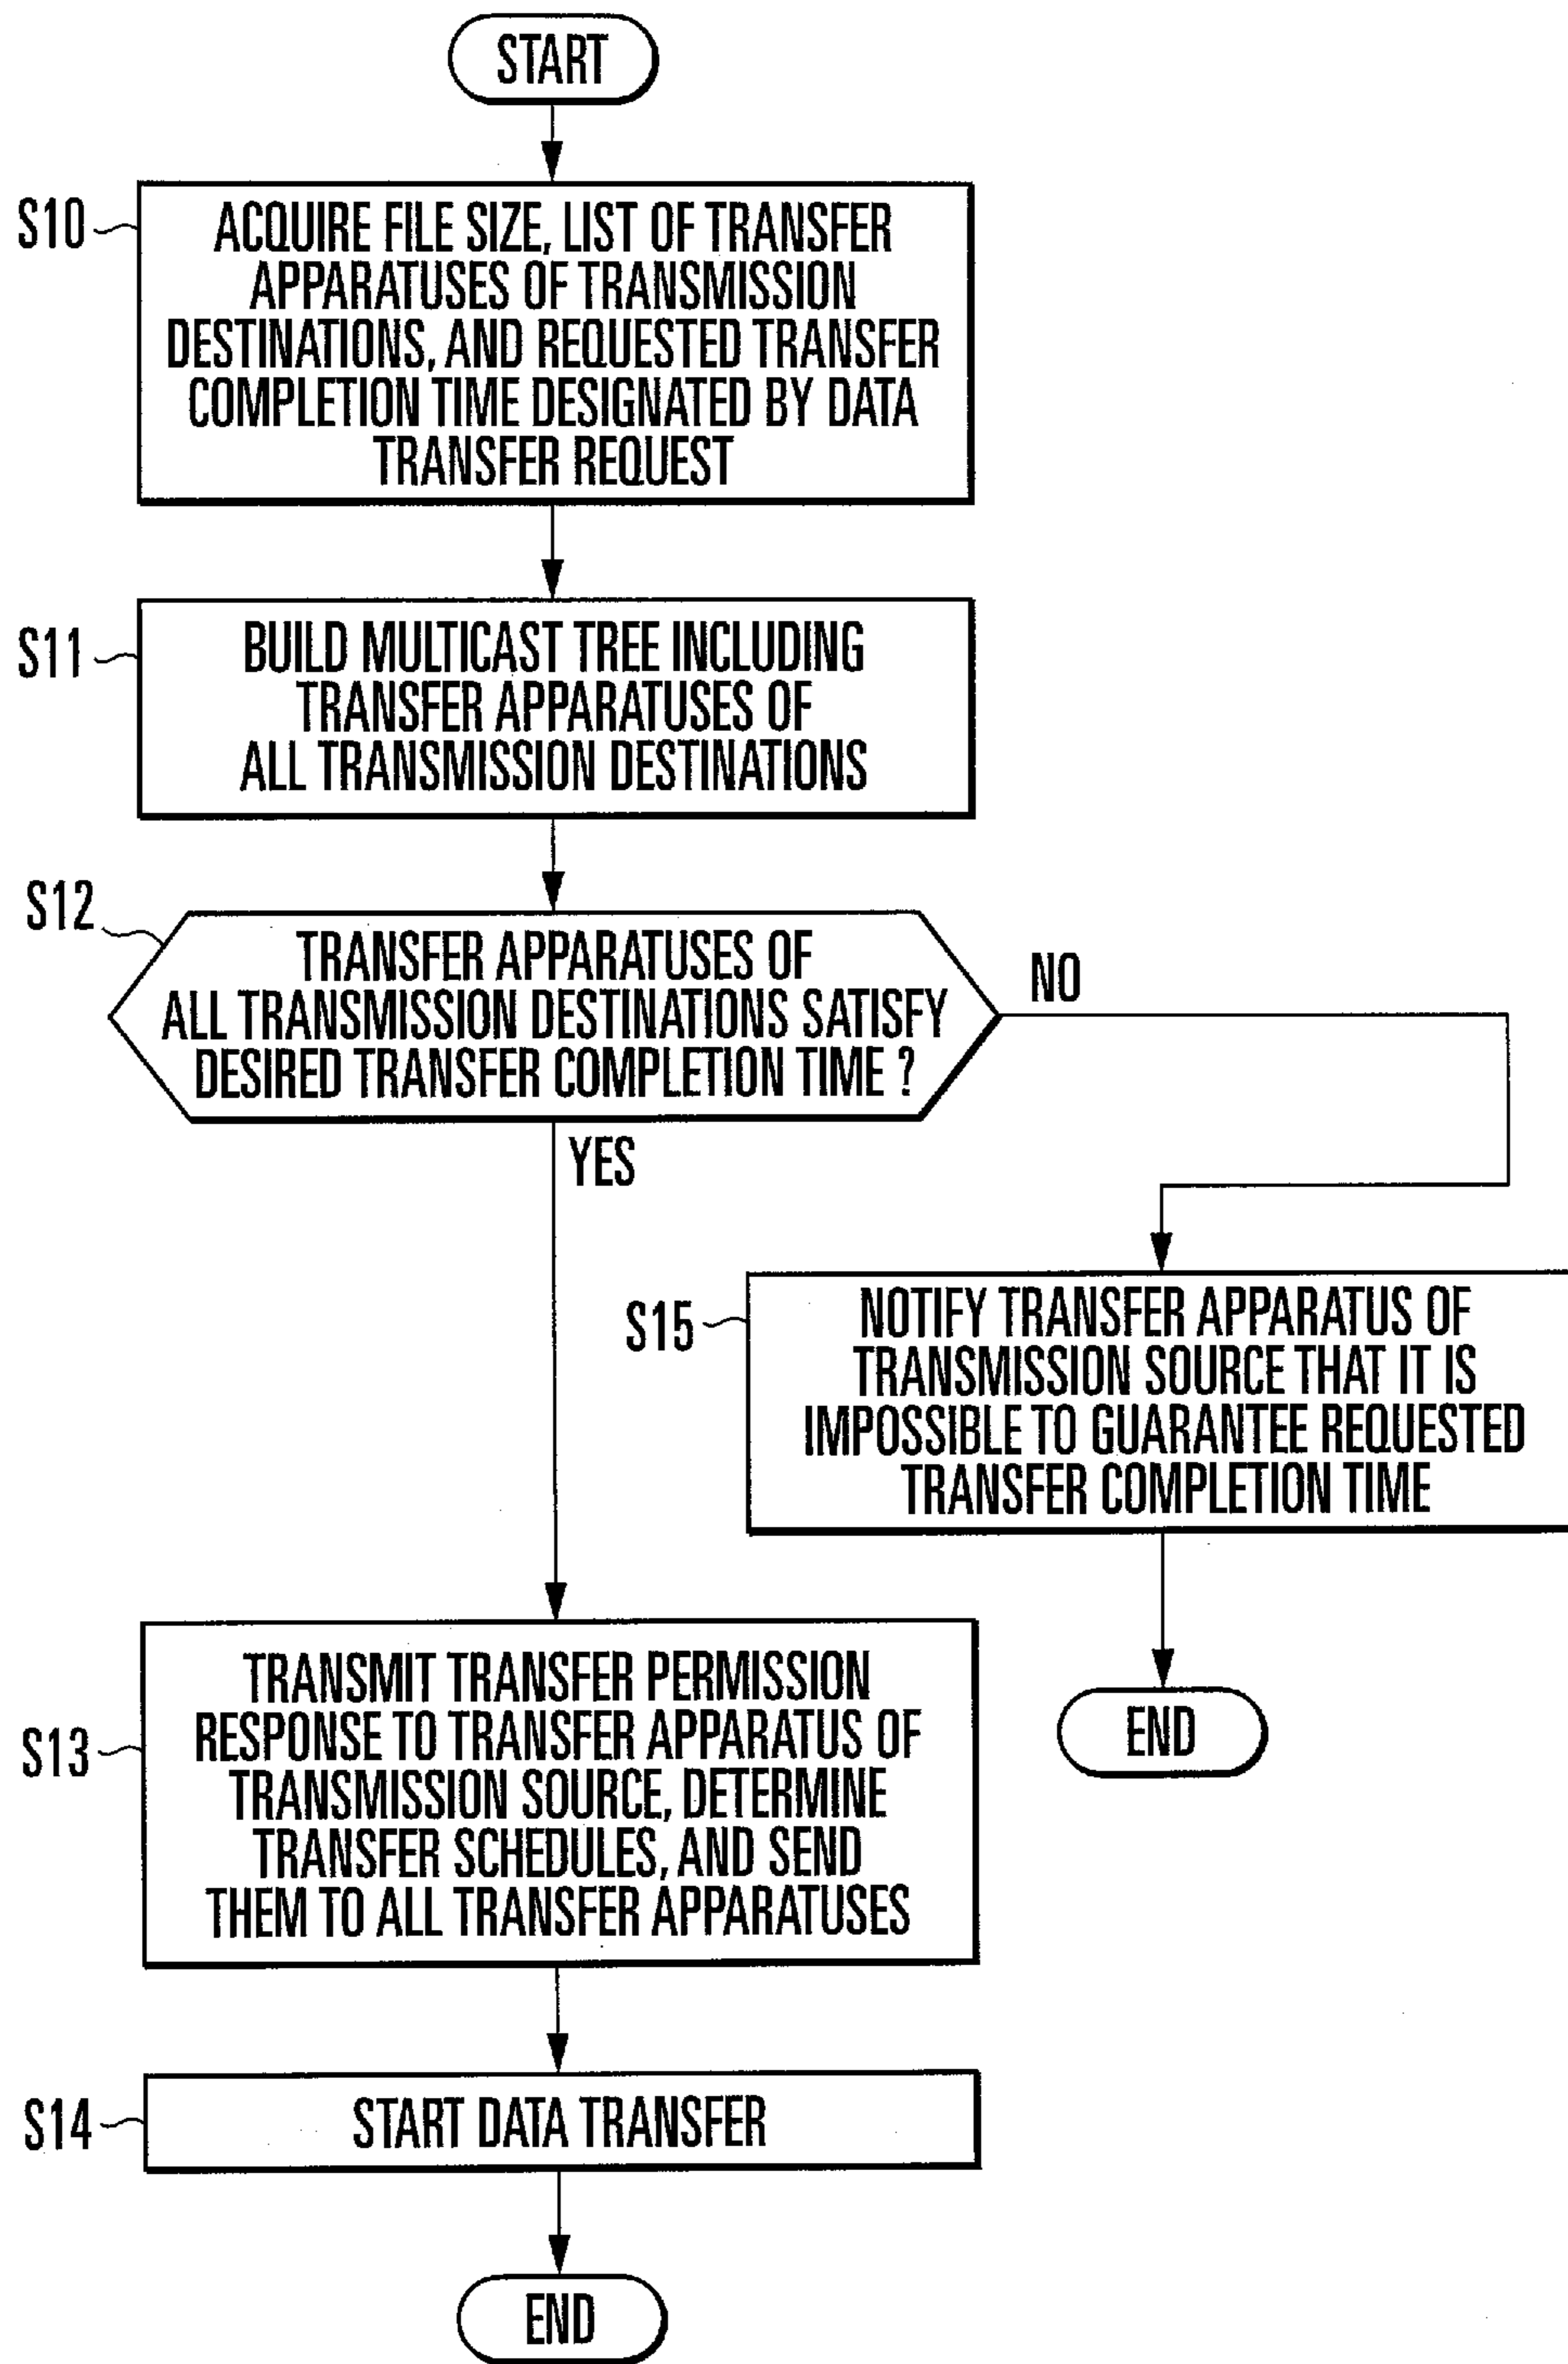 START
S10
ACQUIRE FILE SIZE, LIST OF TRANSFER
APPARATUSES OF TRANSMISSION
DESTINATIONS, AND REQUESTED TRANSFER
COMPLETION TIME DESIGNATED BY DATA
TRANSFER REQUEST
S11
BUILD MULTICAST TREE INCLUDING
TRANSFER APPARATUSES OF
ALL TRANSMISSION DESTINATIONS
S12
TRANSFER APPARATUSES OF
ALL TRANSMISSION DESTINATIONS SATISFY
DESIRED TRANSFER COMPLETION TIME ?
NO
YES
S15
NOTIFY TRANSFER APPARATUS OF
TRANSMISSION SOURCE THAT IT IS
IMPOSSIBLE TO GUARANTEE REQUESTED
TRANSFER COMPLETION TIME
END
S13
TRANSMIT TRANSFER PERMISSION
RESPONSE TO TRANSFER APPARATUS OF
TRANSMISSION SOURCE, DETERMINE
TRANSFER SCHEDULES, AND SEND
THEM TO ALL TRANSFER APPARATUSES
S14
START DATA TRANSFER
END